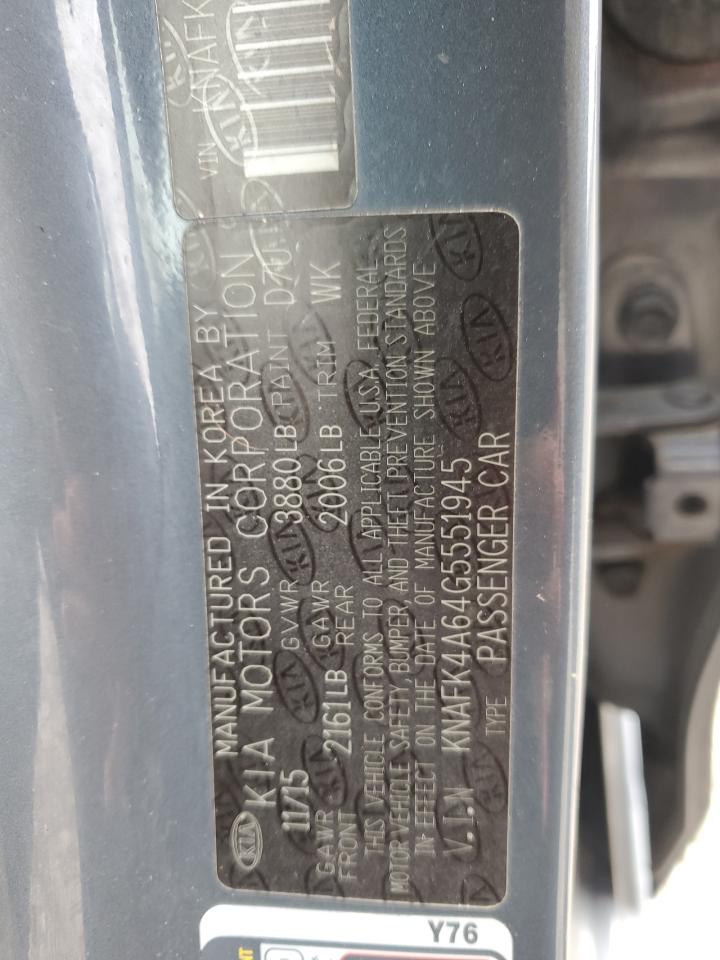 VIN KNAFK
MANUFACTURED IN KOREA BY
KIA KIA MOTORS CORPORATION
11/15 GVWR 3880LB PAINT D7U
GAWR FRONT 2161LB GAWR REAR 2006LB TRIM WK
THIS VEHICLE CONFORMS TO ALL APPLICABLE U.S.A. FEDERAL
MOTOR VEHICLE SAFETY, BUMPER AND THEFT PREVENTION STANDARDS
IN EFFECT ON THE DATE OF MANUFACTURE SHOWN ABOVE
V.I.N KNAFK4A64G5551945
TYPE PASSENGER CAR
Y76